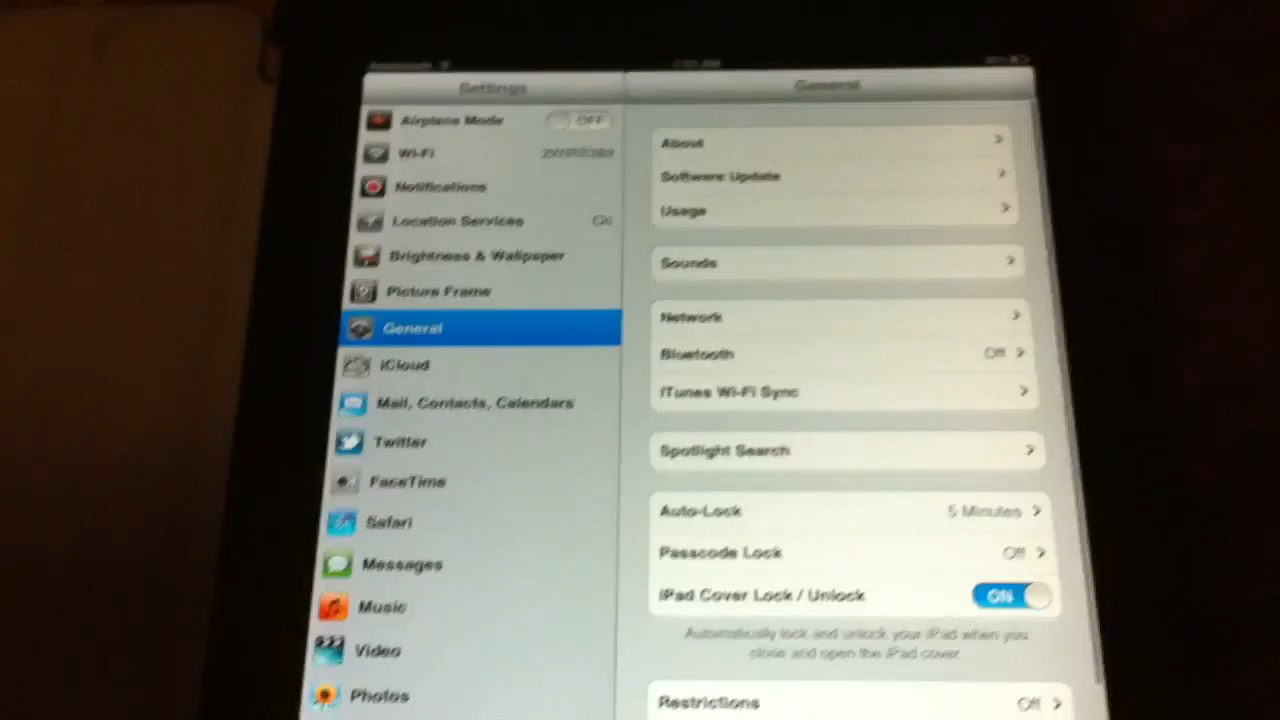 Settings
Airplane Mode OFF
Wi-Fi
Notifications
Location Services On
Brightness & Wallpaper
Picture Frame
General
iCloud
Mail, Contacts, Calendars
Twitter
FaceTime
Safari
Messages
Music
Video
Photos
General
About
Software Update
Usage
Sounds
Network
Bluetooth Off
iTunes Wi-Fi Sync
Spotlight Search
Auto-Lock 5 Minutes
Passcode Lock Off
iPad Cover Lock / Unlock ON
Automatically lock and unlock your iPad when you
close and open the iPad cover.
Restrictions Off